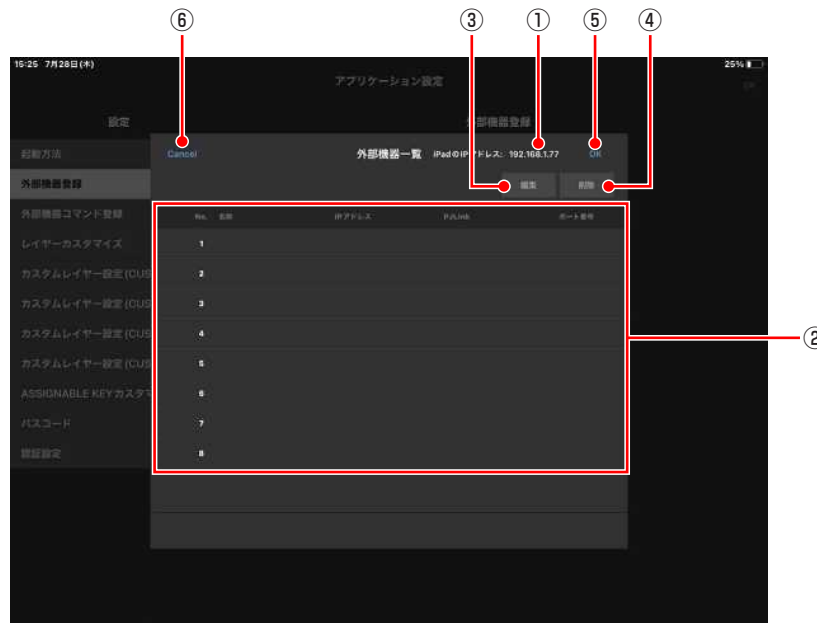 ⑥ ③ ① ⑤ ④
15:25 7月28日(木) 25%
アプリケーション設定
OK
設定 外部機器登録
起動方法
Cancel 外部機器一覧 iPadのIPアドレス: 192.168.1.77 OK
外部機器登録
編集 削除
外部機器コマンド登録
No. 名称 IPアドレス PJLink ポート番号
レイヤーカスタマイズ
1
カスタムレイヤー設定(CUS
2
カスタムレイヤー設定(CUS
3
カスタムレイヤー設定(CUS
4
②
カスタムレイヤー設定(CUS
5
ASSIGNABLE KEYカスタマ
6
パスコード
7
認証設定
8